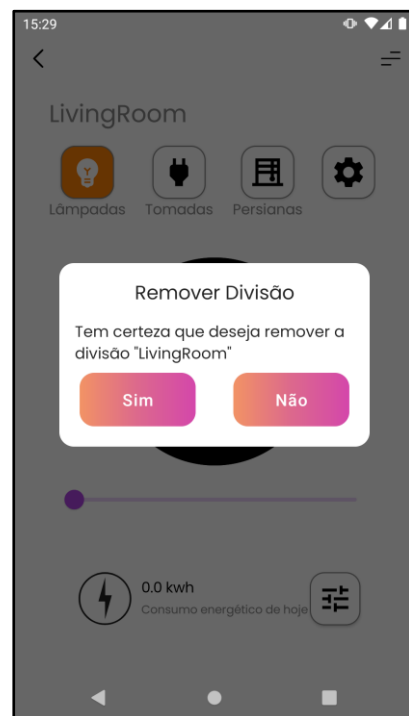 15:29
LivingRoom
Lâmpadas Tomadas Persianas
Remover Divisão
Tem certeza que deseja remover a
divisão "LivingRoom"
Sim Não
0.0 kwh
Consumo energético de hoje